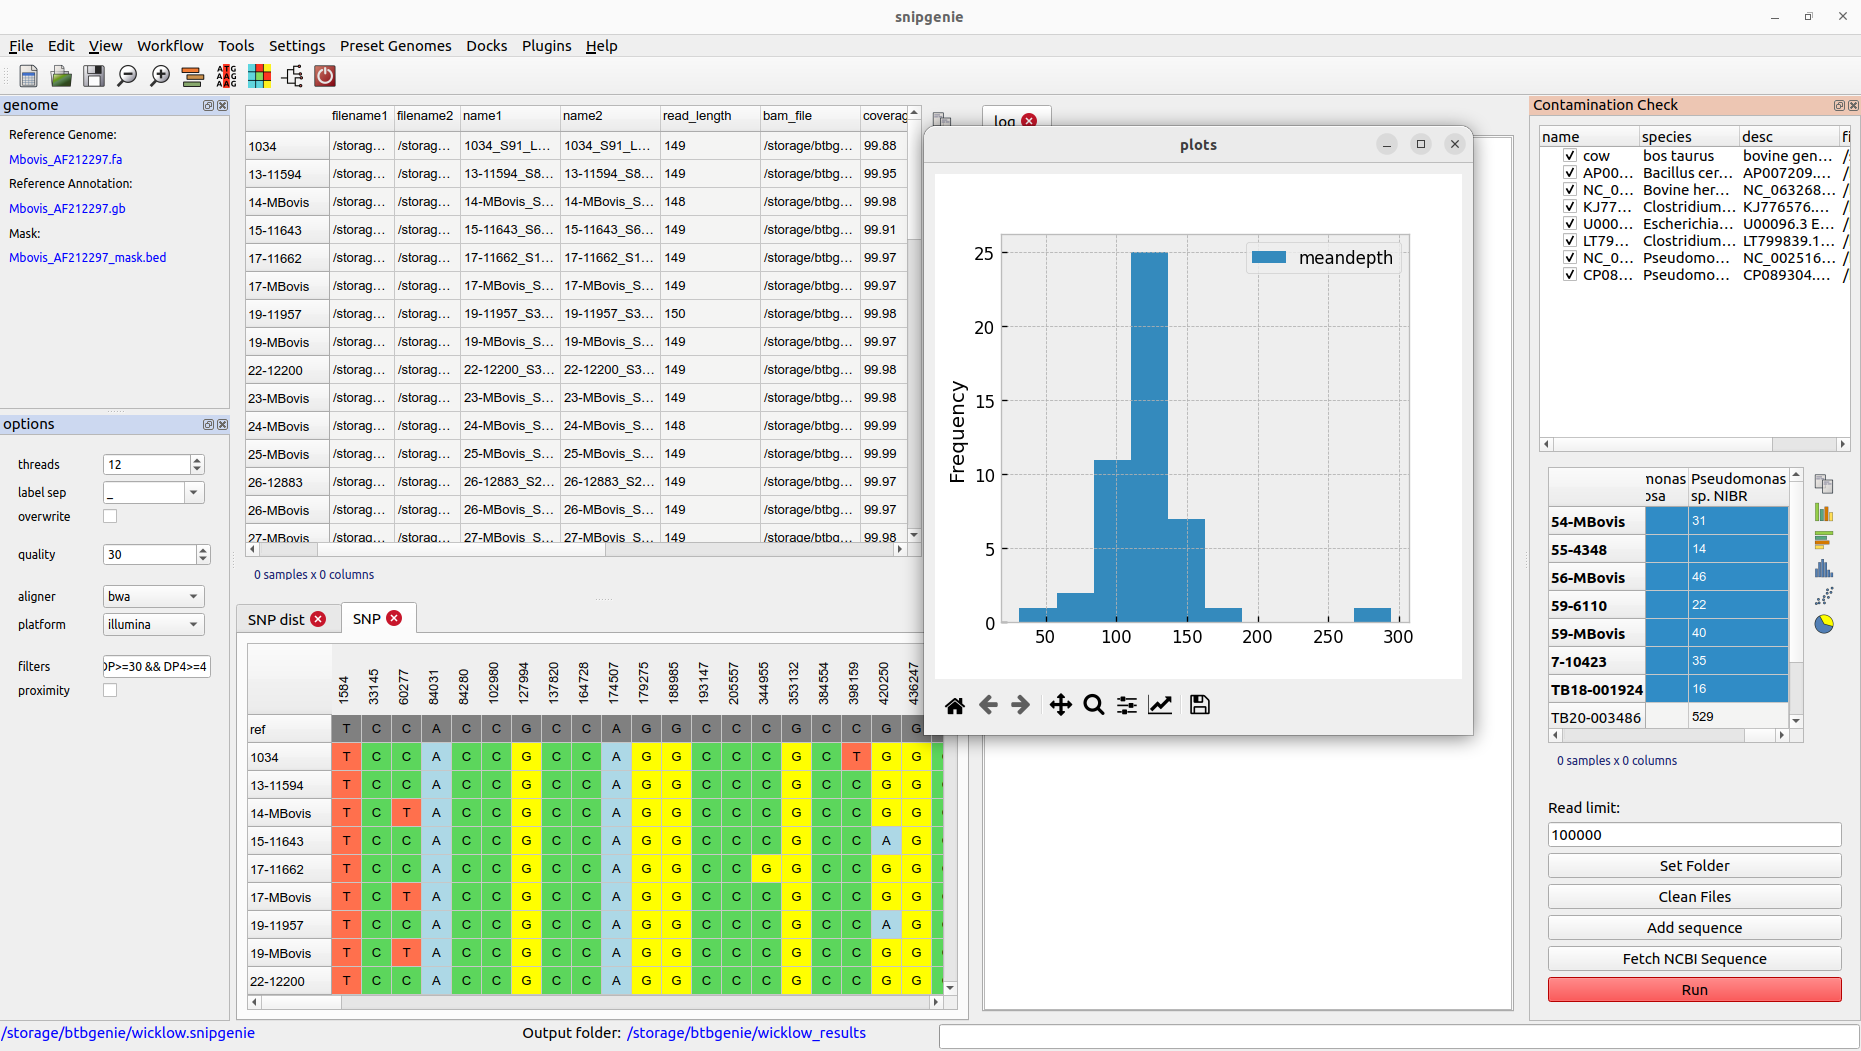 snipgenie
File Edit View Workflow Tools Settings Preset Genomes Docks Plugins Help
genome
Reference Genome:
Mbovis_AF212297.fa
Reference Annotation:
Mbovis_AF212297.gb
Mask:
Mbovis_AF212297_mask.bed
options
threads 12
label sep _
overwrite
quality 30
aligner bwa
platform illumina
filters DP>=30 && DP4>=4
proximity
filename1 filename2 name1 name2 read_length bam_file coverag
1034 /storag... /storag... 1034_S91_L... 1034_S91_L... 149 /storage/btbg... 99.88
13-11594 /storag... /storag... 13-11594_S8... 13-11594_S8... 149 /storage/btbg... 99.95
14-MBovis /storag... /storag... 14-MBovis_S... 14-MBovis_S... 148 /storage/btbg... 99.98
15-11643 /storag... /storag... 15-11643_S6... 15-11643_S6... 149 /storage/btbg... 99.91
17-11662 /storag... /storag... 17-11662_S1... 17-11662_S1... 149 /storage/btbg... 99.97
17-MBovis /storag... /storag... 17-MBovis_S... 17-MBovis_S... 149 /storage/btbg... 99.97
19-11957 /storag... /storag... 19-11957_S3... 19-11957_S3... 150 /storage/btbg... 99.98
19-MBovis /storag... /storag... 19-MBovis_S... 19-MBovis_S... 149 /storage/btbg... 99.97
22-12200 /storag... /storag... 22-12200_S3... 22-12200_S3... 149 /storage/btbg... 99.98
23-MBovis /storag... /storag... 23-MBovis_S... 23-MBovis_S... 149 /storage/btbg... 99.98
24-MBovis /storag... /storag... 24-MBovis_S... 24-MBovis_S... 148 /storage/btbg... 99.99
25-MBovis /storag... /storag... 25-MBovis_S... 25-MBovis_S... 149 /storage/btbg... 99.99
26-12883 /storag... /storag... 26-12883_S2... 26-12883_S2... 149 /storage/btbg... 99.97
26-MBovis /storag... /storag... 26-MBovis_S... 26-MBovis_S... 149 /storage/btbg... 99.97
27-MBovis /storag... /storag... 27-MBovis_S... 27-MBovis_S... 149 /storage/btbg... 99.98
0 samples x 0 columns
SNP dist SNP
1584 33145 60277 84031 84280 102980 127994 137820 164728 174507 179275 188985 193147 205557 344955 353132 384554 398159 420250 436247
ref T C C A C C G C C A G G C C C G C C G G
1034 T C C A C C G C C A G G C C C G C T G G
13-11594 T C C A C C G C C A G G C C C G C C G G
14-MBovis T C T A C C G C C A G G C C C G C C G G
15-11643 T C C A C C G C C A G G C C C G C C A G
17-11662 T C C A C C G C C A G G C C G G C C G G
17-MBovis T C T A C C G C C A G G C C C G C C G G
19-11957 T C C A C C G C C A G G C C C G C C A G
19-MBovis T C T A C C G C C A G G C C C G C C G G
22-12200 T C C A C C G C C A G G C C C G C C G G
log
plots
meandepth
Frequency
25
20
15
10
5
0
50 100 150 200 250 300
Contamination Check
name species desc fi
cow bos taurus bovine gen... /
AP00... Bacillus cer... AP007209.... /
NC_0... Bovine her... NC_063268... /
KJ77... Clostridium... KJ776576.... /
U000... Escherichia... U00096.3 E... /
LT79... Clostridium... LT799839.1... /
NC_0... Pseudomo... NC_002516... /
CP08... Pseudomo... CP089304.... /
monas Pseudomonas
osa sp. NIBR
54-MBovis 31
55-4348 14
56-MBovis 46
59-6110 22
59-MBovis 40
7-10423 35
TB18-001924 16
TB20-003486 529
0 samples x 0 columns
Read limit:
100000
Set Folder
Clean Files
Add sequence
Fetch NCBI Sequence
Run
/storage/btbgenie/wicklow.snipgenie
Output folder: /storage/btbgenie/wicklow_results